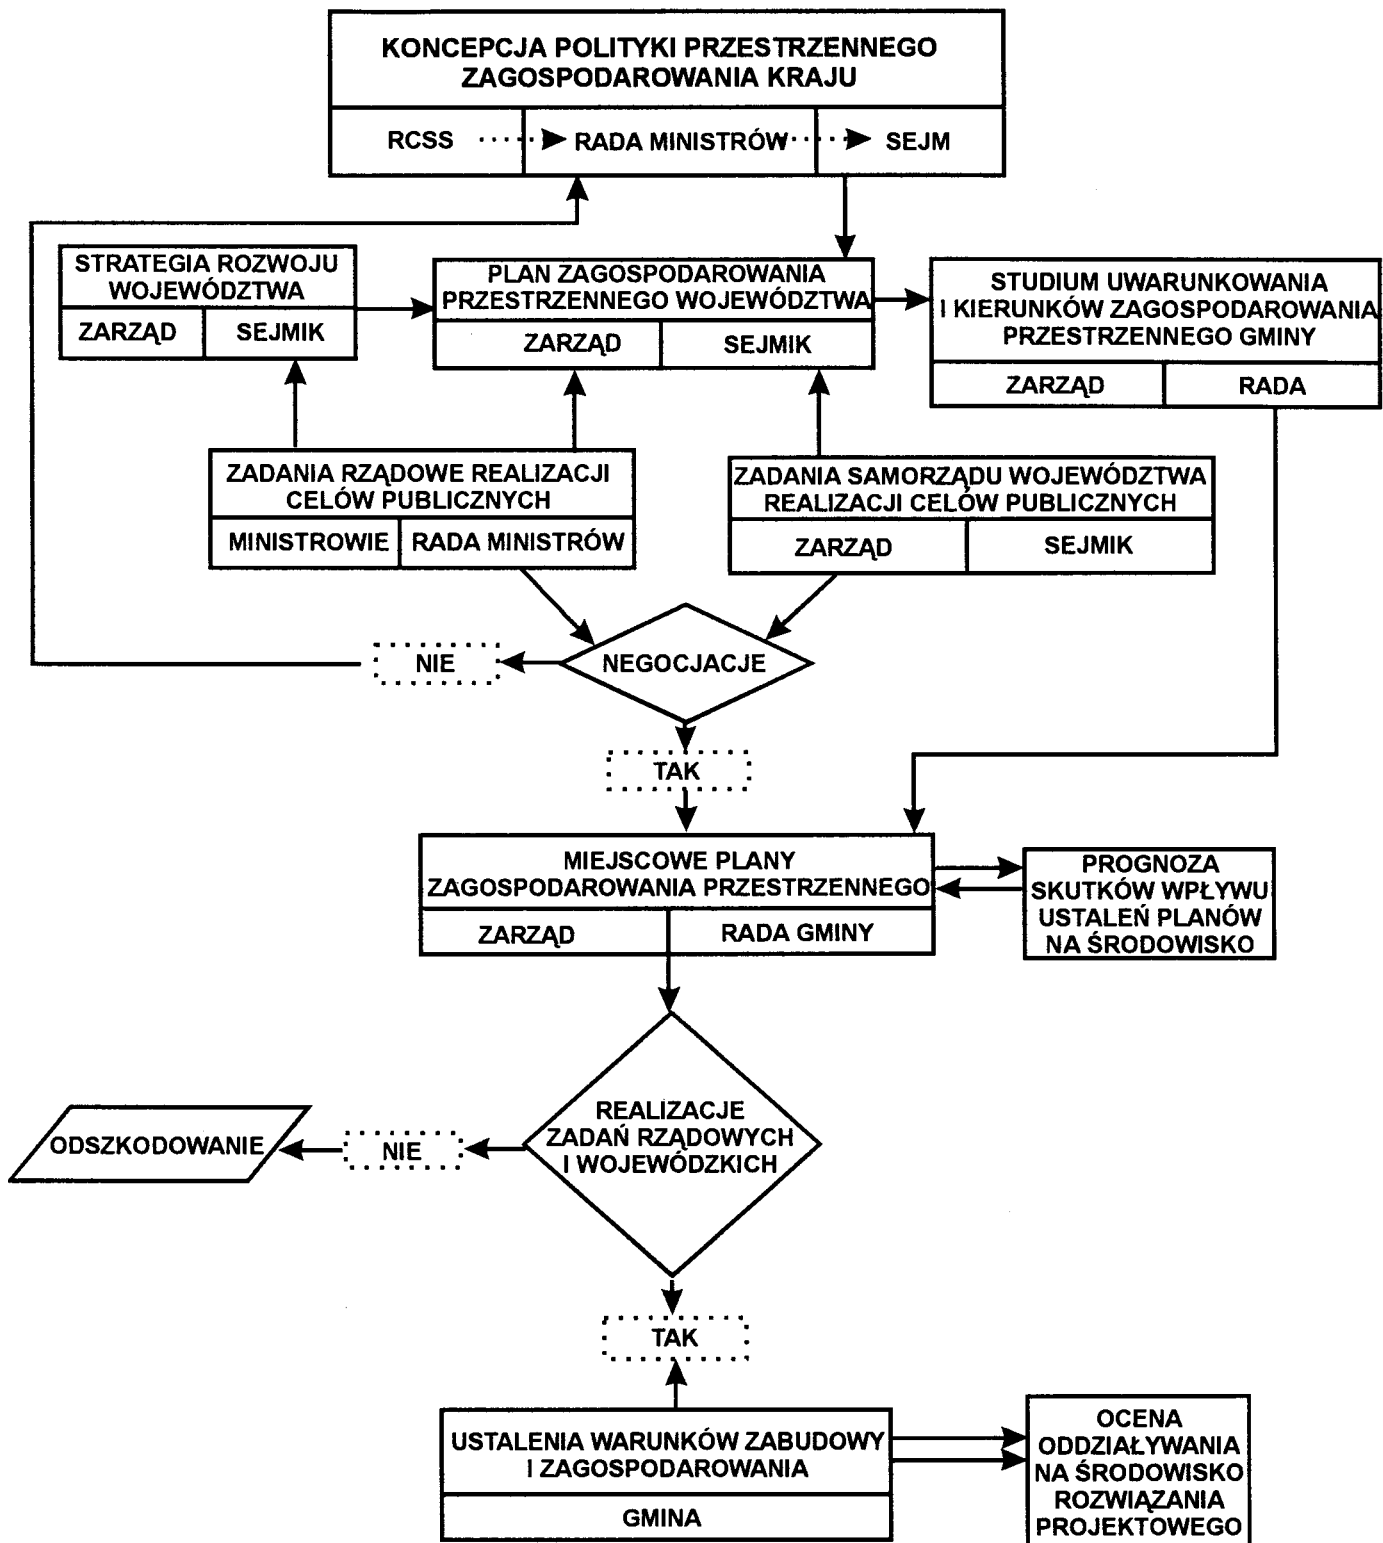 KONCEPCJA POLITYKI PRZESTRZENNEGO
ZAGOSPODAROWANIA KRAJU
RCSS
RADA MINISTRÓW
SEJM
STRATEGIA ROZWOJU
WOJEWÓDZTWA
ZARZĄD
SEJMIK
PLAN ZAGOSPODAROWANIA
PRZESTRZENNEGO WOJEWÓDZTWA
ZARZĄD
SEJMIK
STUDIUM UWARUNKOWANIA
I KIERUNKÓW ZAGOSPODAROWANIA
PRZESTRZENNEGO GMINY
ZARZĄD
RADA
ZADANIA RZĄDOWE REALIZACJI
CELÓW PUBLICZNYCH
MINISTROWIE
RADA MINISTRÓW
ZADANIA SAMORZĄDU WOJEWÓDZTWA
REALIZACJI CELÓW PUBLICZNYCH
ZARZĄD
SEJMIK
NIE
NEGOCJACJE
TAK
MIEJSCOWE PLANY
ZAGOSPODAROWANIA PRZESTRZENNEGO
ZARZĄD
RADA GMINY
PROGNOZA
SKUTKÓW WPŁYWU
USTALEŃ PLANÓW
NA ŚRODOWISKO
REALIZACJE
ZADAŃ RZĄDOWYCH
I WOJEWÓDZKICH
ODSZKODOWANIE
NIE
TAK
USTALENIA WARUNKÓW ZABUDOWY
I ZAGOSPODAROWANIA
GMINA
OCENA
ODDZIAŁYWANIA
NA ŚRODOWISKO
ROZWIĄZANIA
PROJEKTOWEGO